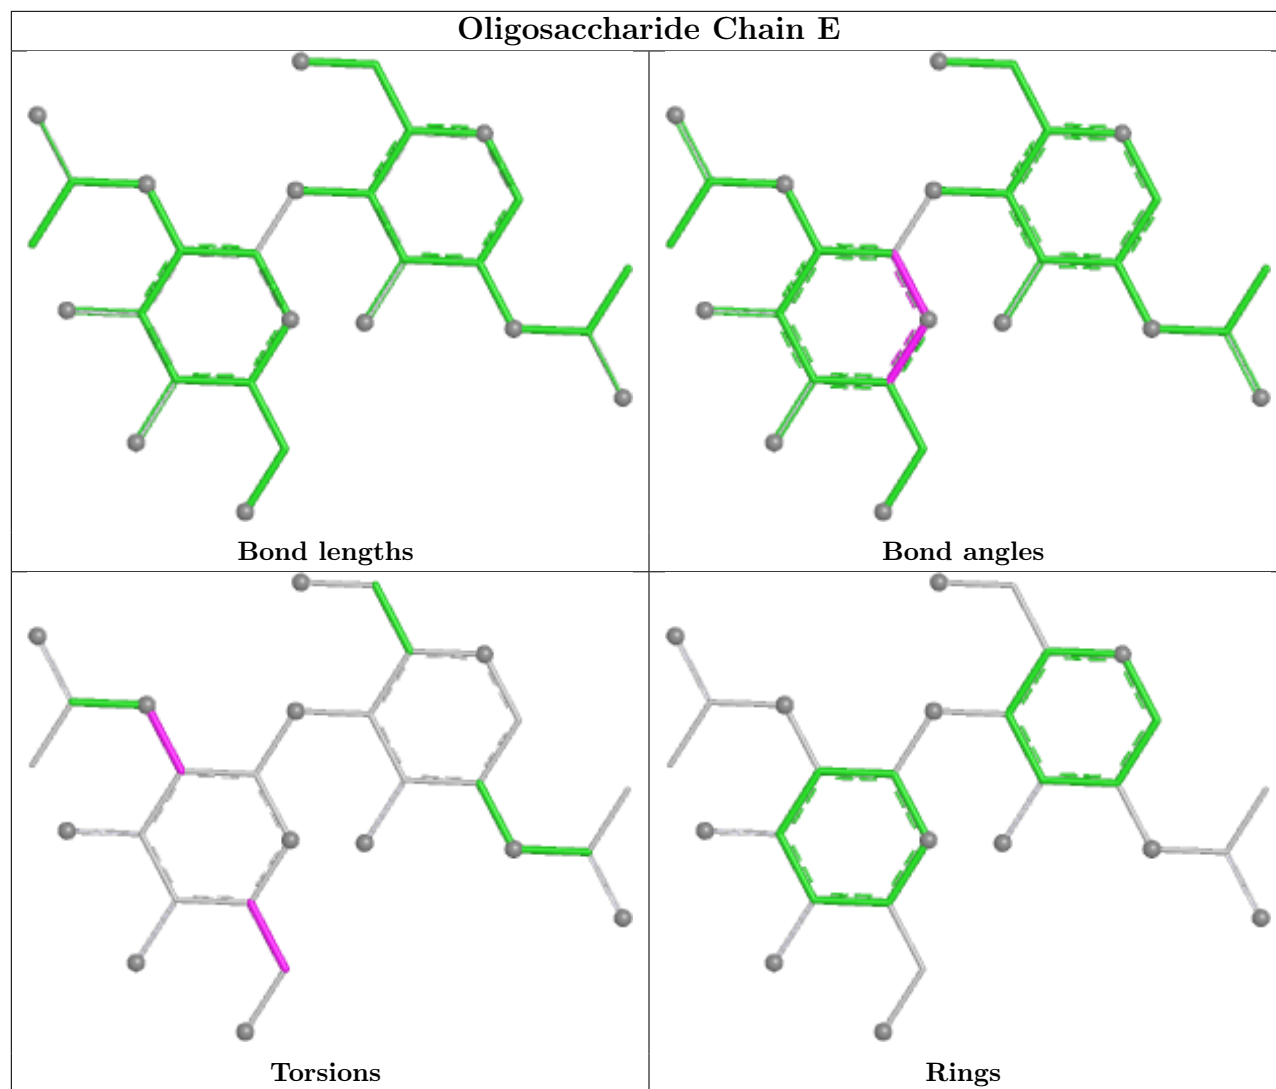 Oligosaccharide Chain E
Bond lengths
Bond angles
Torsions
Rings